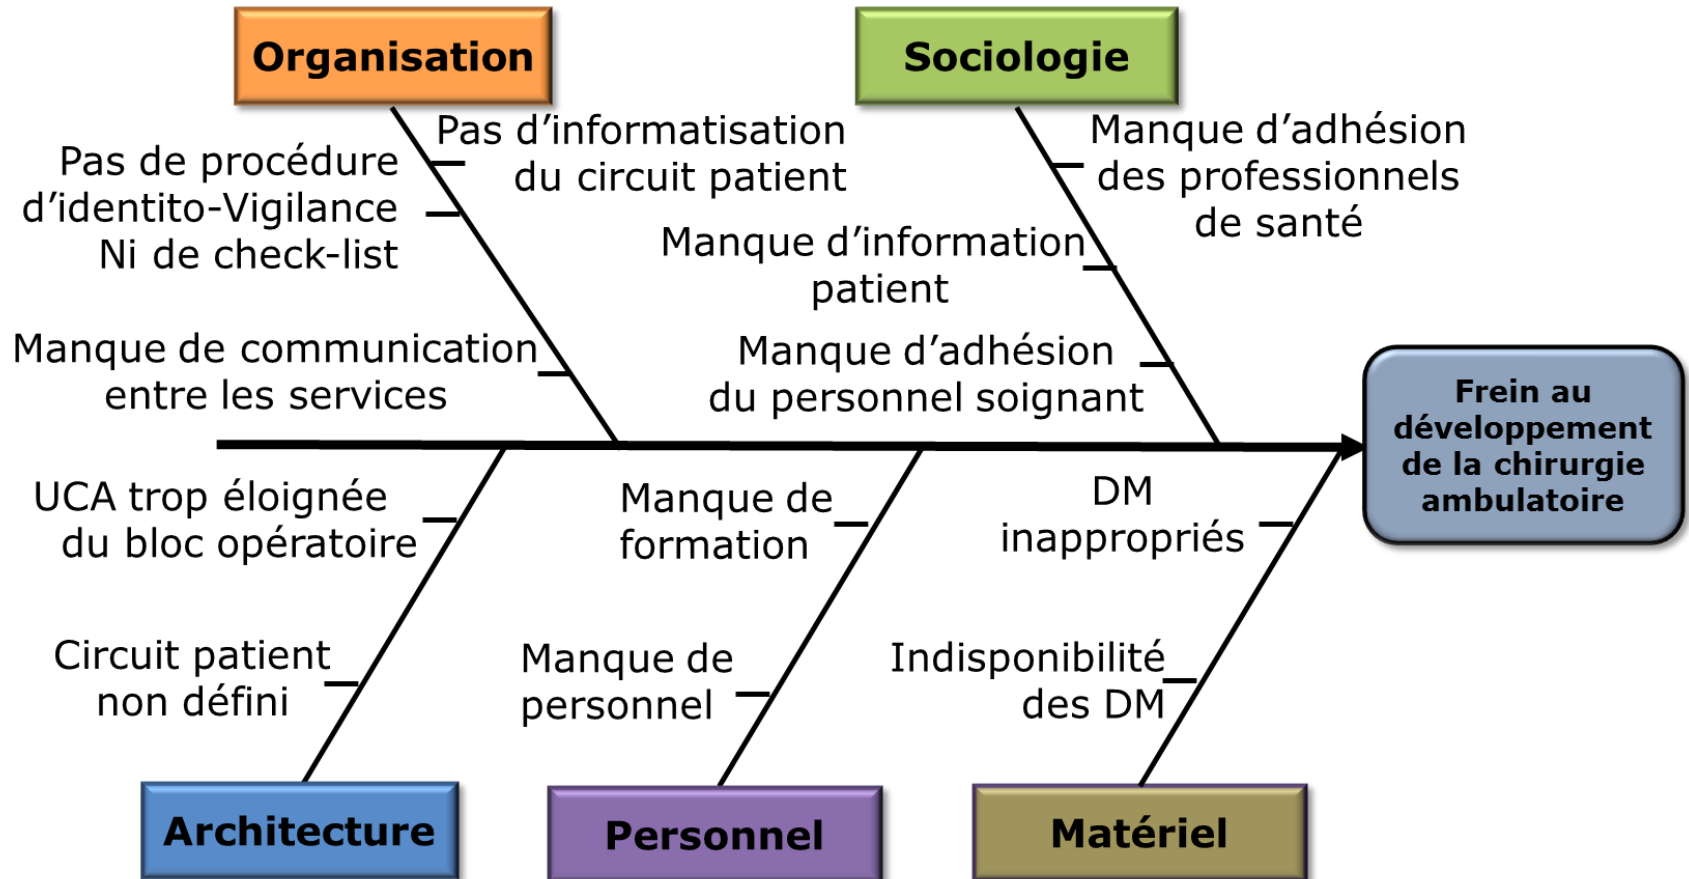 Organisation
Sociologie
Pas d’informatisation
du circuit patient
Pas de procédure
d’identito-Vigilance
Ni de check-list
Manque de communication
entre les services
Manque d’adhésion
des professionnels
de santé
Manque d’information
patient
Manque d’adhésion
du personnel soignant
Frein au
développement
de la chirurgie
ambulatoire
UCA trop éloignée
du bloc opératoire
Circuit patient
non défini
Manque de
formation
Manque de
personnel
DM
inappropriés
Indisponibilité
des DM
Architecture
Personnel
Matériel